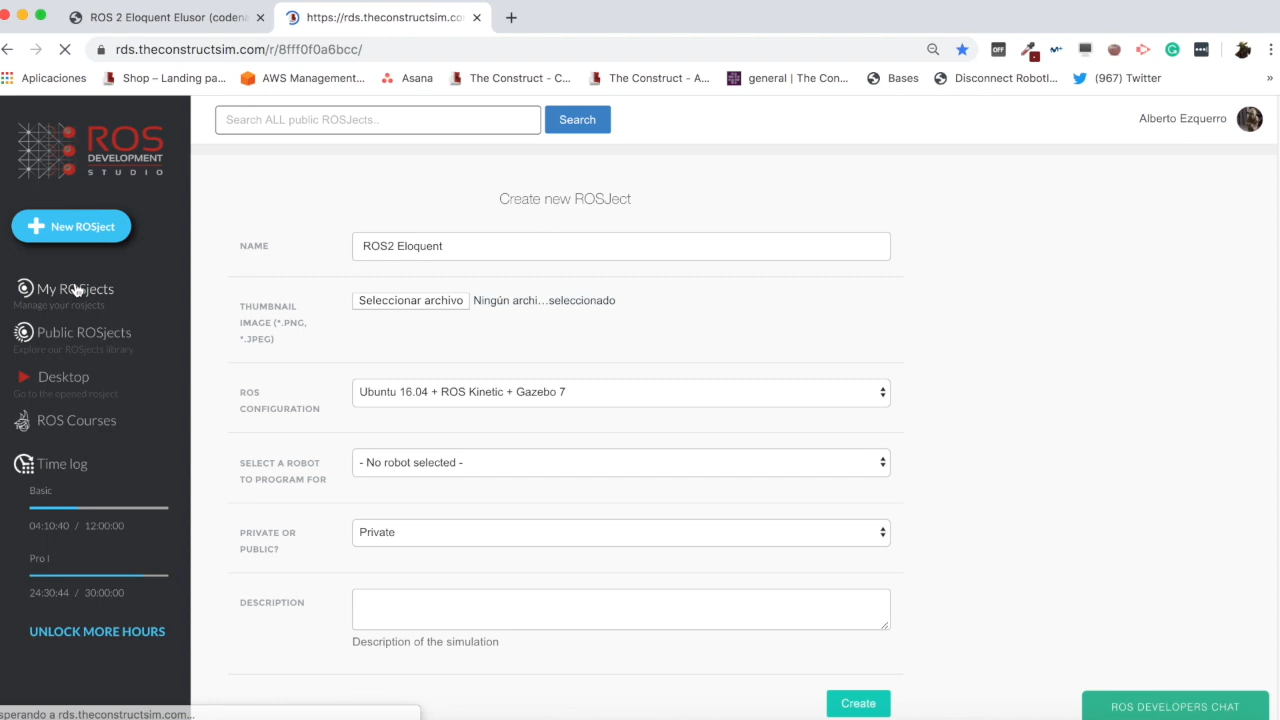 ROS 2 Eloquent Elusor (codena
https://rds.theconstructsim.co
rds.theconstructsim.com/r/8fff0f0a6bcc/
OFF
Aplicaciones
Shop – Landing pa...
AWS Management...
Asana
The Construct - C...
The Construct - A...
general | The Con...
Bases
Disconnect RobotI...
(967) Twitter
»
ROS
DEVELOPMENT
STUDIO
Search ALL public ROSJects..
Search
Alberto Ezquerro
New ROSject
My ROSjects
Manage your rosjects
Public ROSjects
Explore our ROSjects library
Desktop
Go to the opened rosject
ROS Courses
Time log
Basic
04:10:40 / 12:00:00
Pro I
24:30:44 / 30:00:00
UNLOCK MORE HOURS
Create new ROSJect
NAME
ROS2 Eloquent
THUMBNAIL
IMAGE (*.PNG,
*.JPEG)
Seleccionar archivo Ningún archi...seleccionado
ROS
CONFIGURATION
Ubuntu 16.04 + ROS Kinetic + Gazebo 7
SELECT A ROBOT
TO PROGRAM FOR
- No robot selected -
PRIVATE OR
PUBLIC?
Private
DESCRIPTION
Description of the simulation
Create
ROS DEVELOPERS CHAT
sperando a rds.theconstructsim.com...